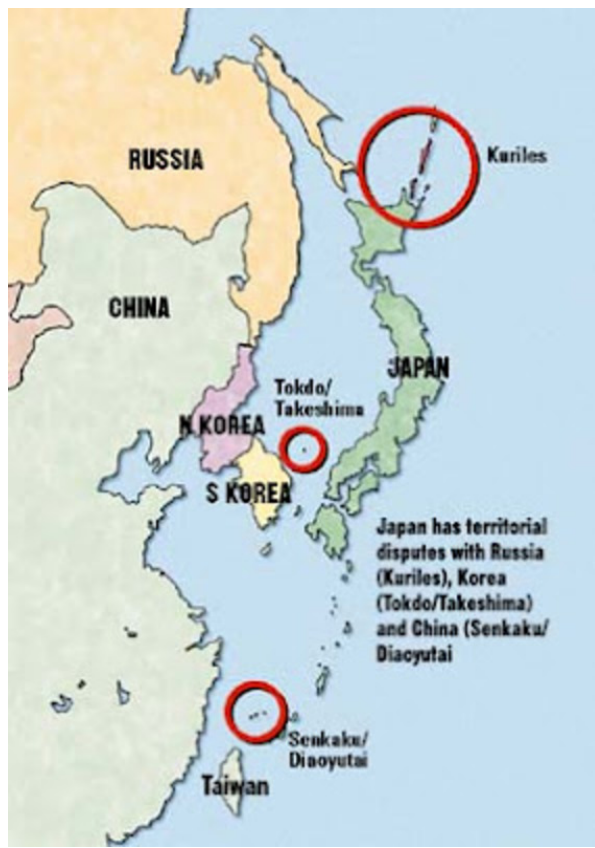 RUSSIA
Kuriles
CHINA
JAPAN
Tokdo/
Takeshima
N KOREA
S KOREA
Japan has territorial
disputes with Russia
(Kuriles), Korea
(Tokdo/Takeshima)
and China (Senkaku/
Diaoyutai
Senkaku/
Diaoyutai
Taiwan